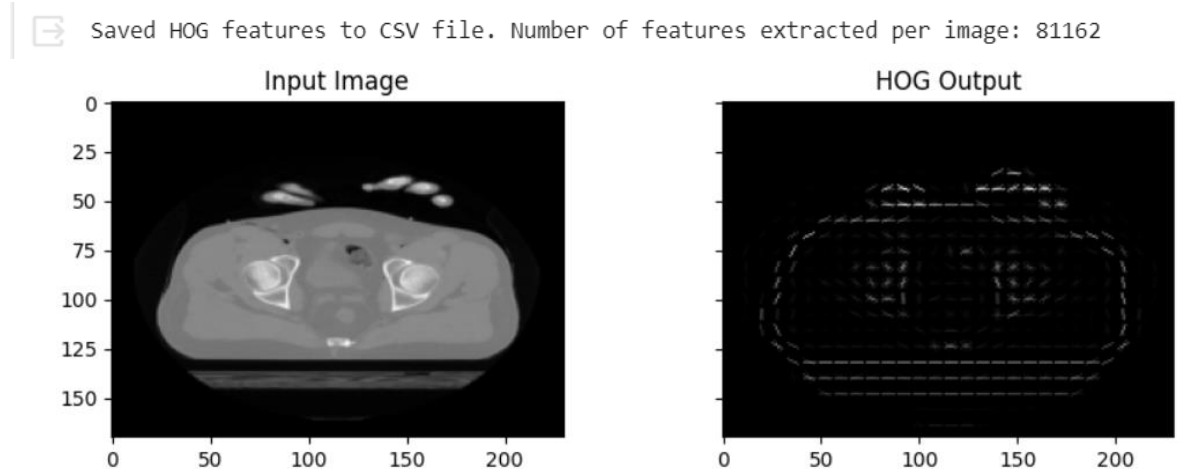 Saved HOG features to CSV file. Number of features extracted per image: 81162
Input Image
HOG Output
0
25
50
75
100
125
150
0 50 100 150 200
0 50 100 150 200